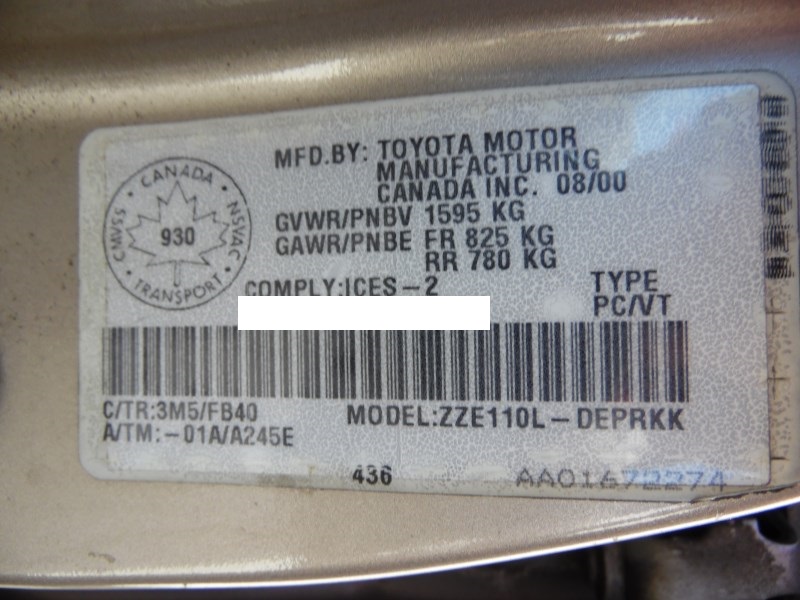 MFD.BY: TOYOTA MOTOR
MANUFACTURING
CANADA INC. 08/00
GVWR/PNBV 1595 KG
GAWR/PNBE FR 825 KG
RR 780 KG
CANADA
CMVSS 930 NSVAC
TRANSPORT
COMPLY:ICES-2
TYPE
PC/VT
C/TR:3M5/FB40
MODEL:ZZE110L-DEPRKK
A/TM:-01A/A245E
436
AA01672274